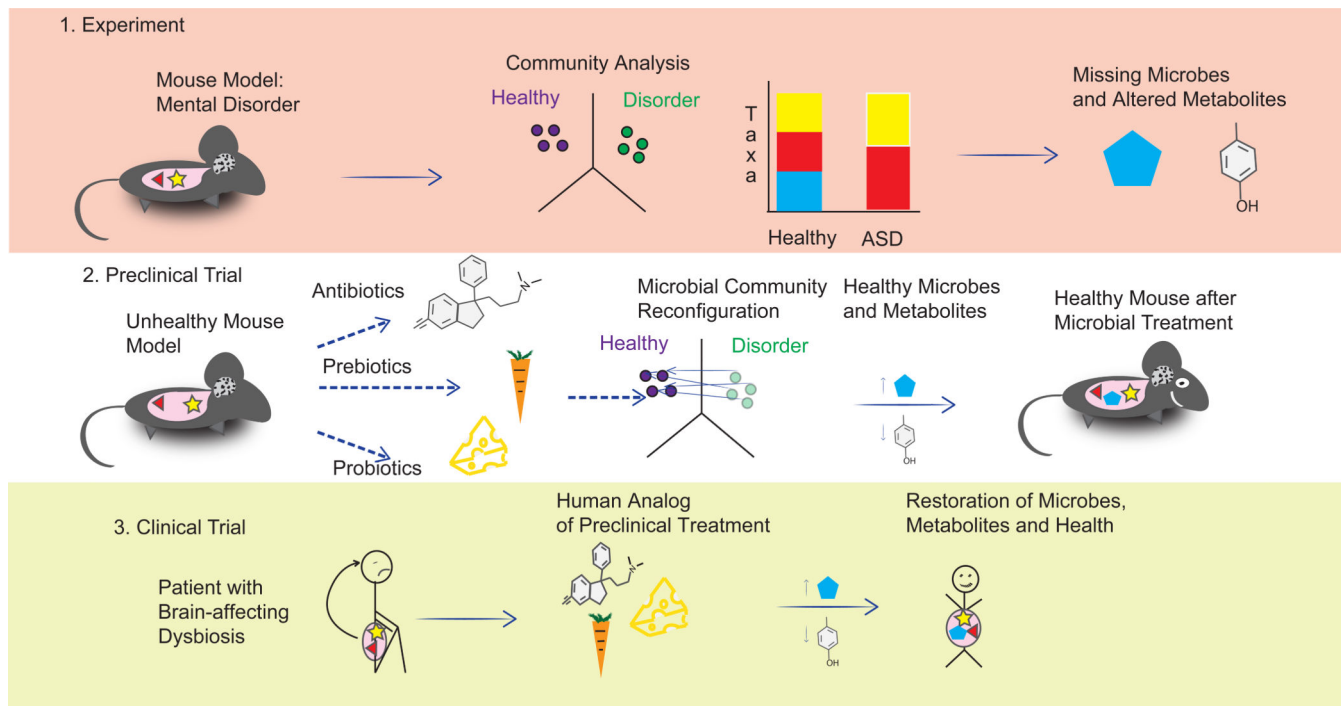 1. Experiment
Mouse Model:
Mental Disorder
Community Analysis
Healthy
Disorder
Taxa
Healthy
ASD
Missing Microbes
and Altered Metabolites
OH
2. Preclinical Trial
Unhealthy Mouse
Model
Antibiotics
N
Prebiotics
Probiotics
Microbial Community
Reconfiguration
Healthy
Disorder
Healthy Microbes
and Metabolites
OH
Healthy Mouse after
Microbial Treatment
3. Clinical Trial
Patient with
Brain-affecting
Dysbiosis
Human Analog
of Preclinical Treatment
N
OH
Restoration of Microbes,
Metabolites and Health